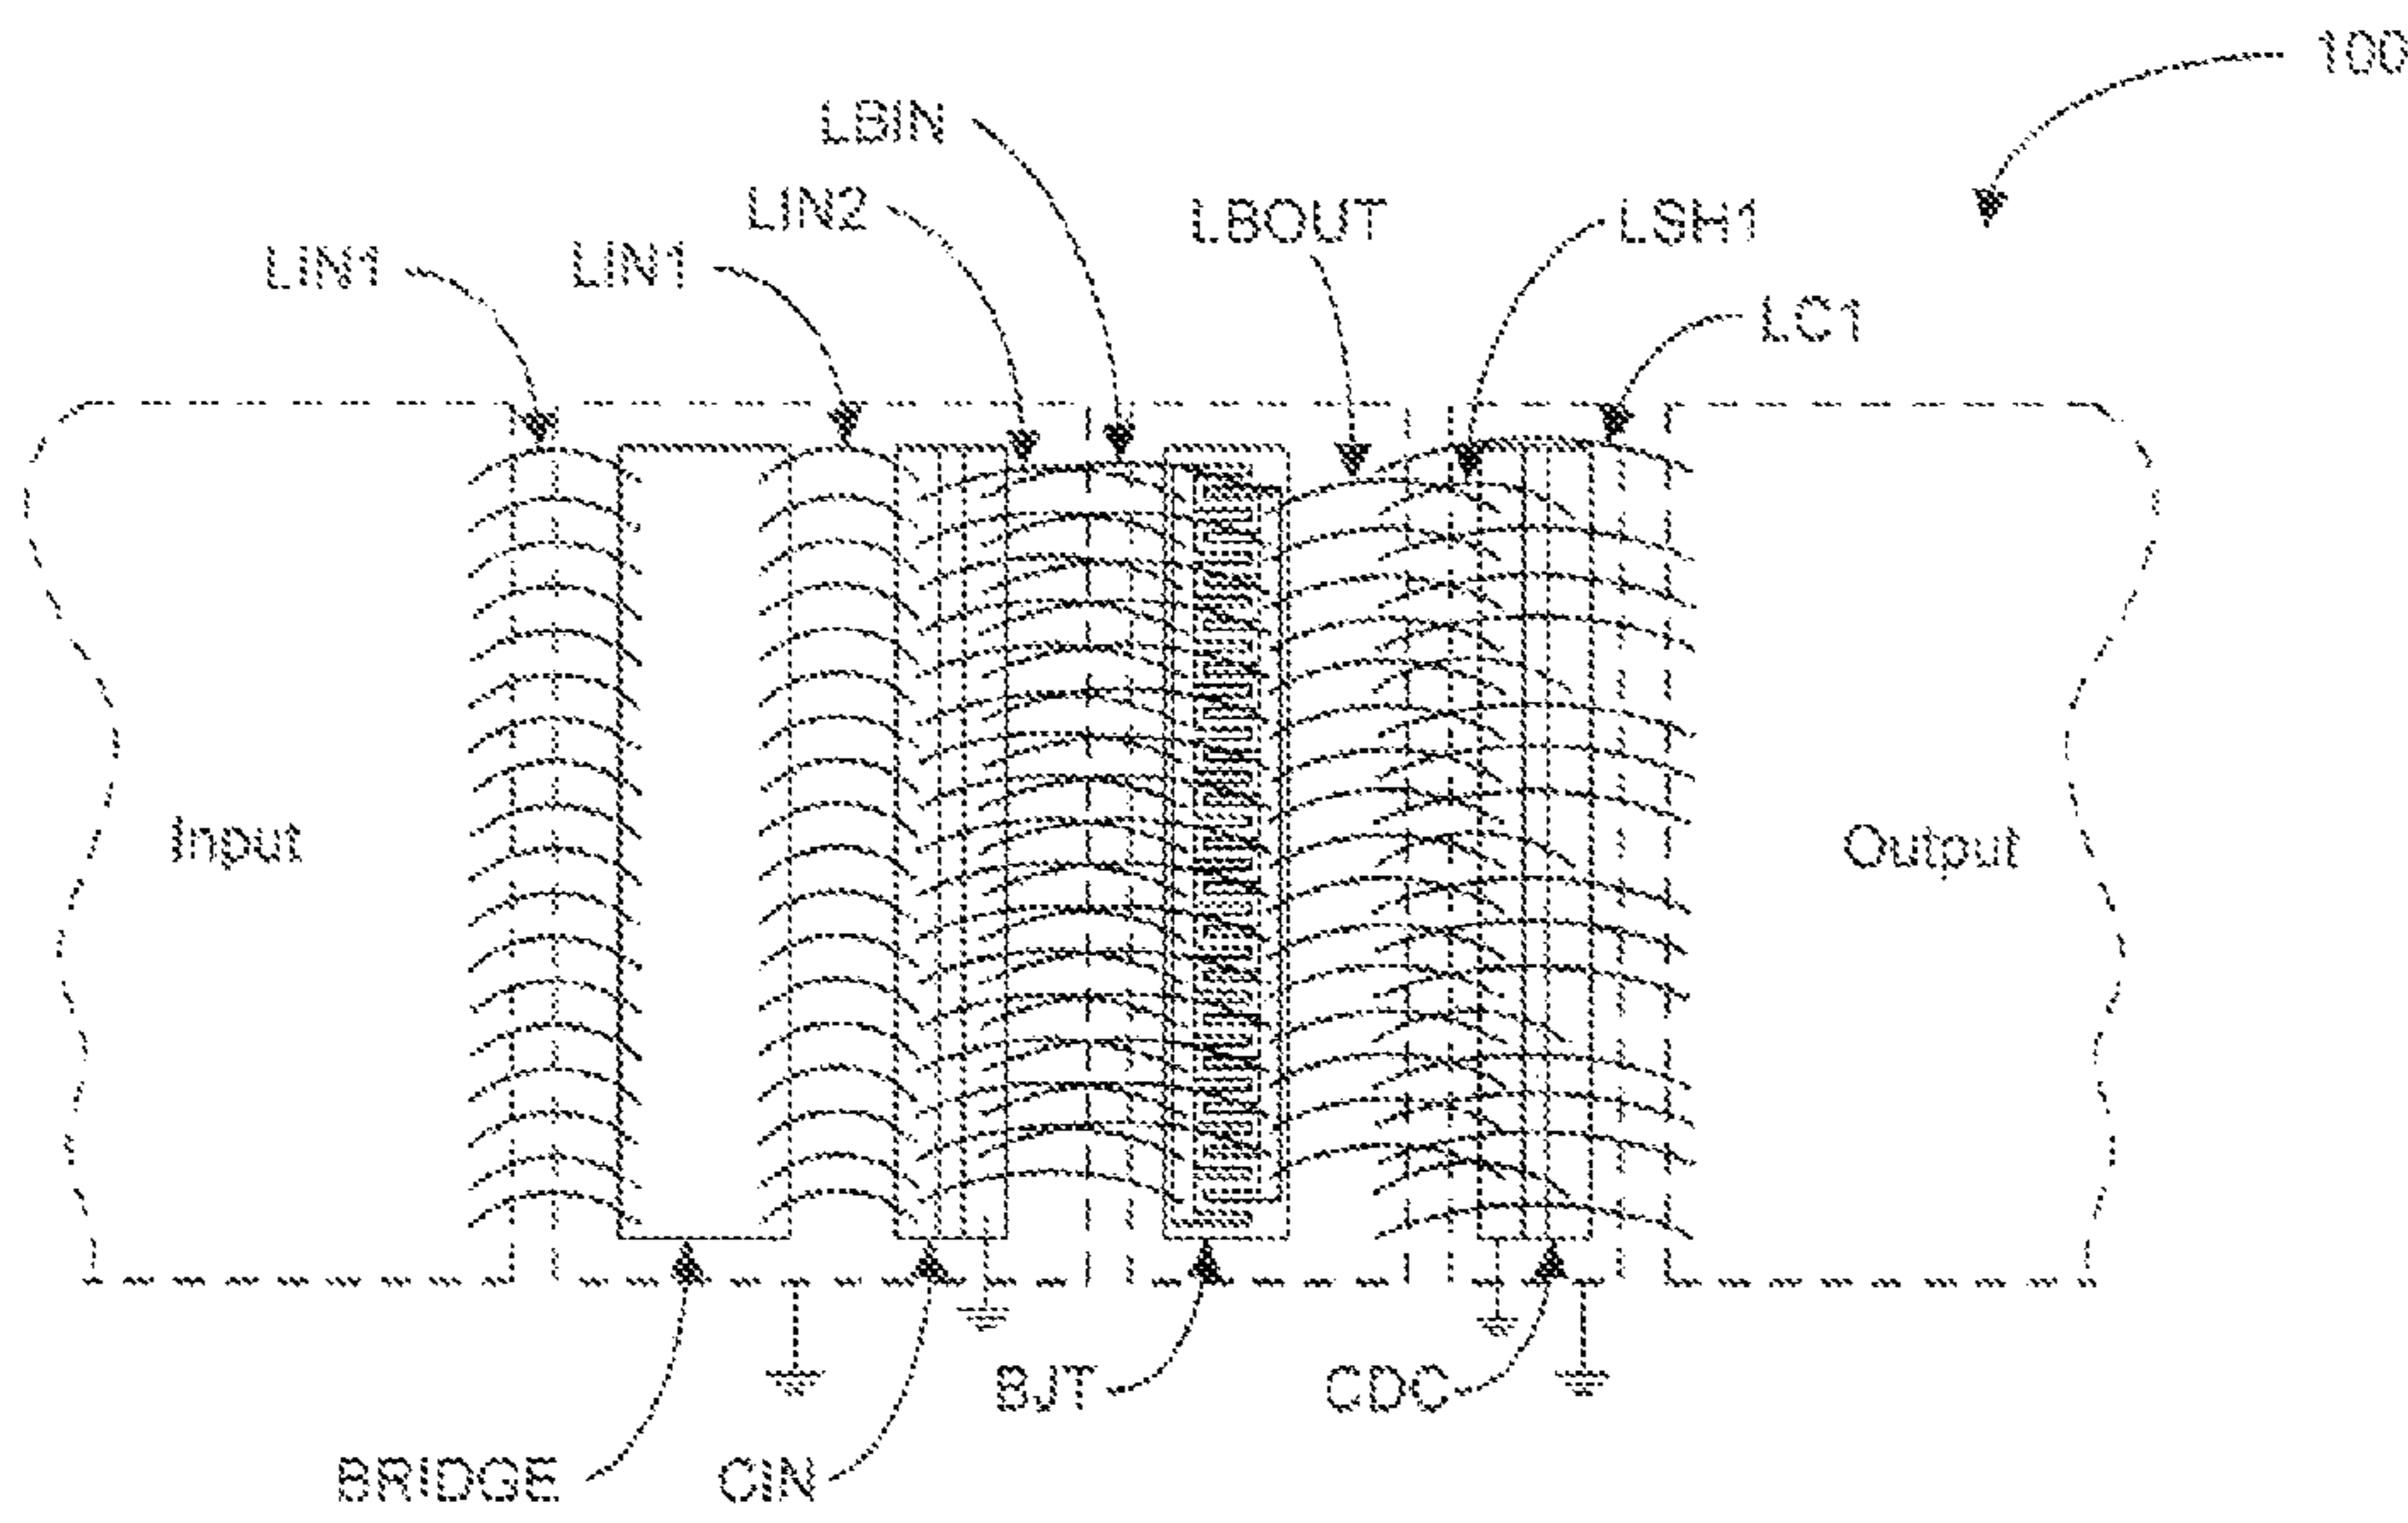 100
LBIN
LIN2
LBOUT
LSH1
LIN1
LIN1
LC1
Input
Output
BJT
CDC
BRIDGE
CIN